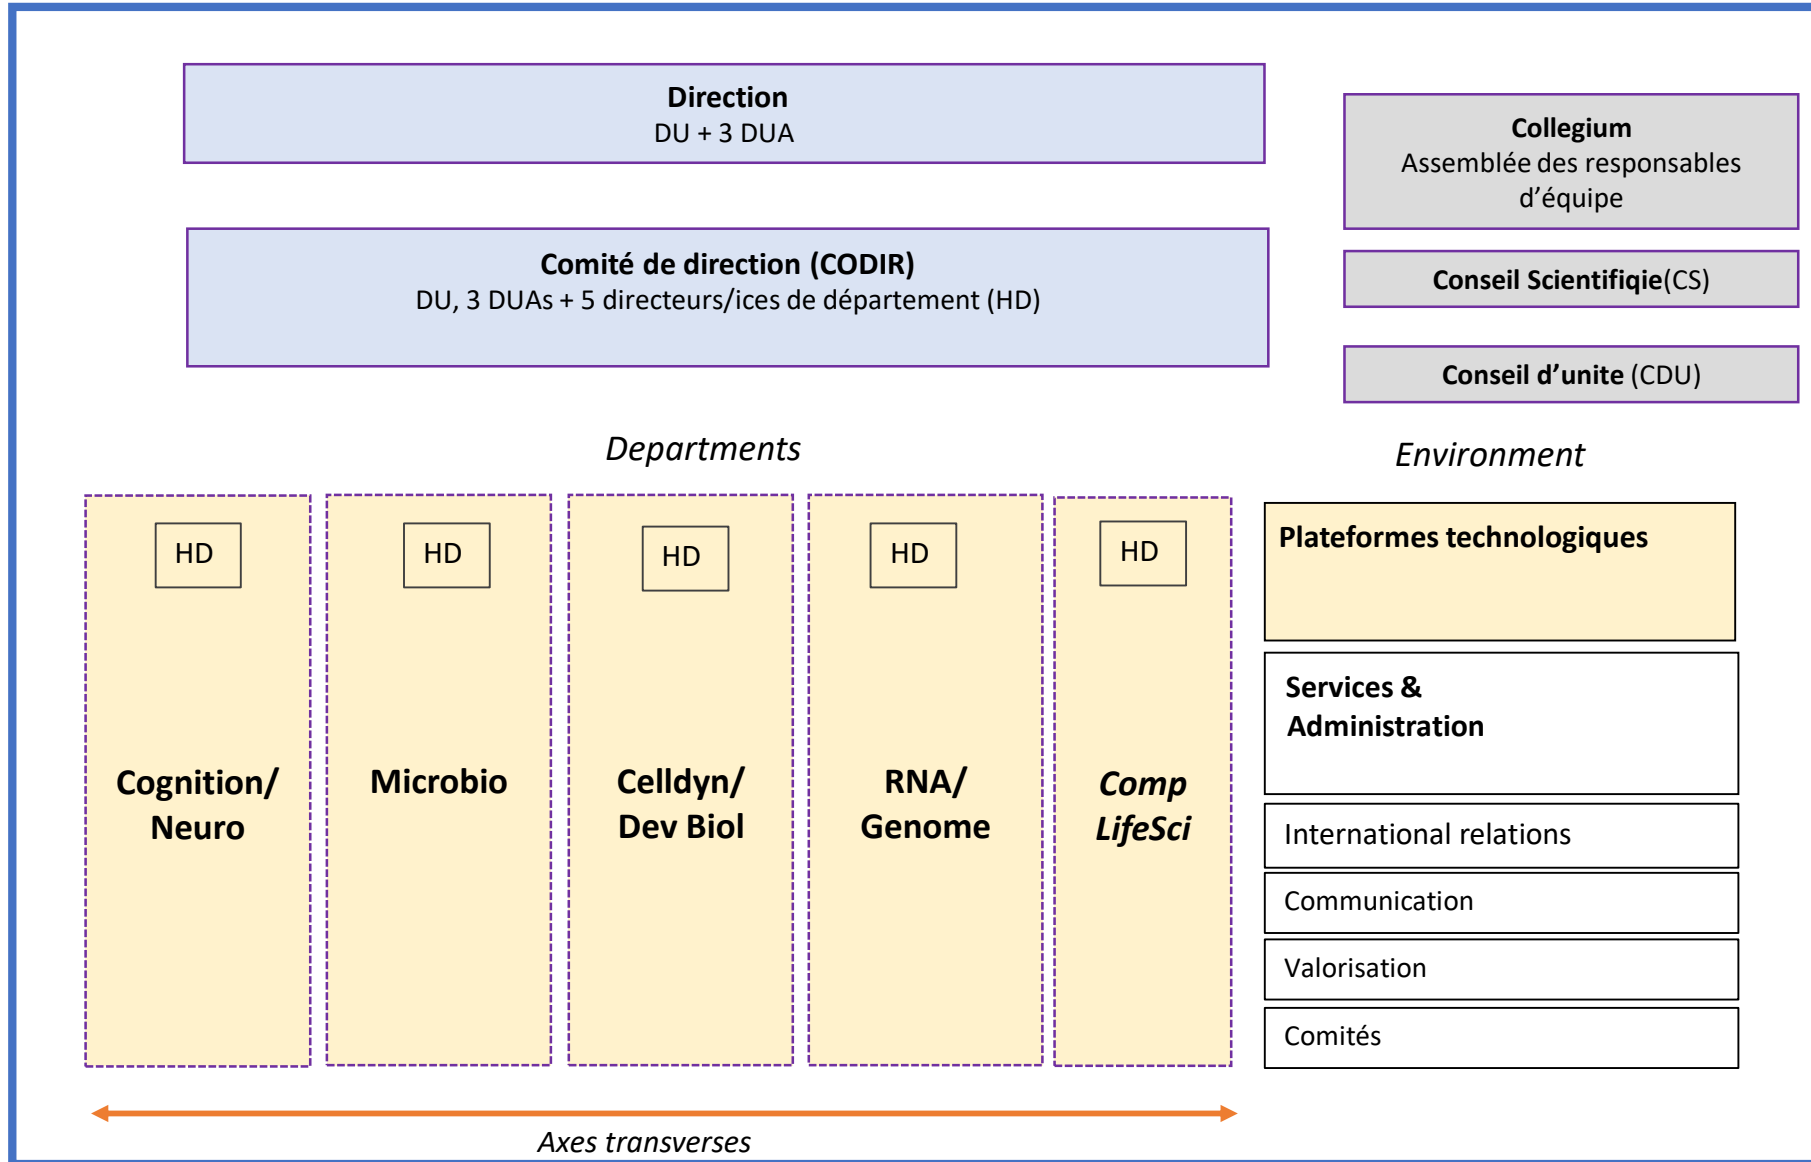 Direction
DU + 3 DUA
Collegium
Assemblée des responsables
d’équipe
Comité de direction (CODIR)
DU, 3 DUAs + 5 directeurs/ices de département (HD)
Conseil Scientifiqie(CS)
Conseil d’unite (CDU)
Departments
Environment
HD
HD
HD
HD
HD
Cognition/
Neuro
Microbio
Celldyn/
Dev Biol
RNA/
Genome
Comp
LifeSci
Plateformes technologiques
Services &
Administration
International relations
Communication
Valorisation
Comités
Axes transverses